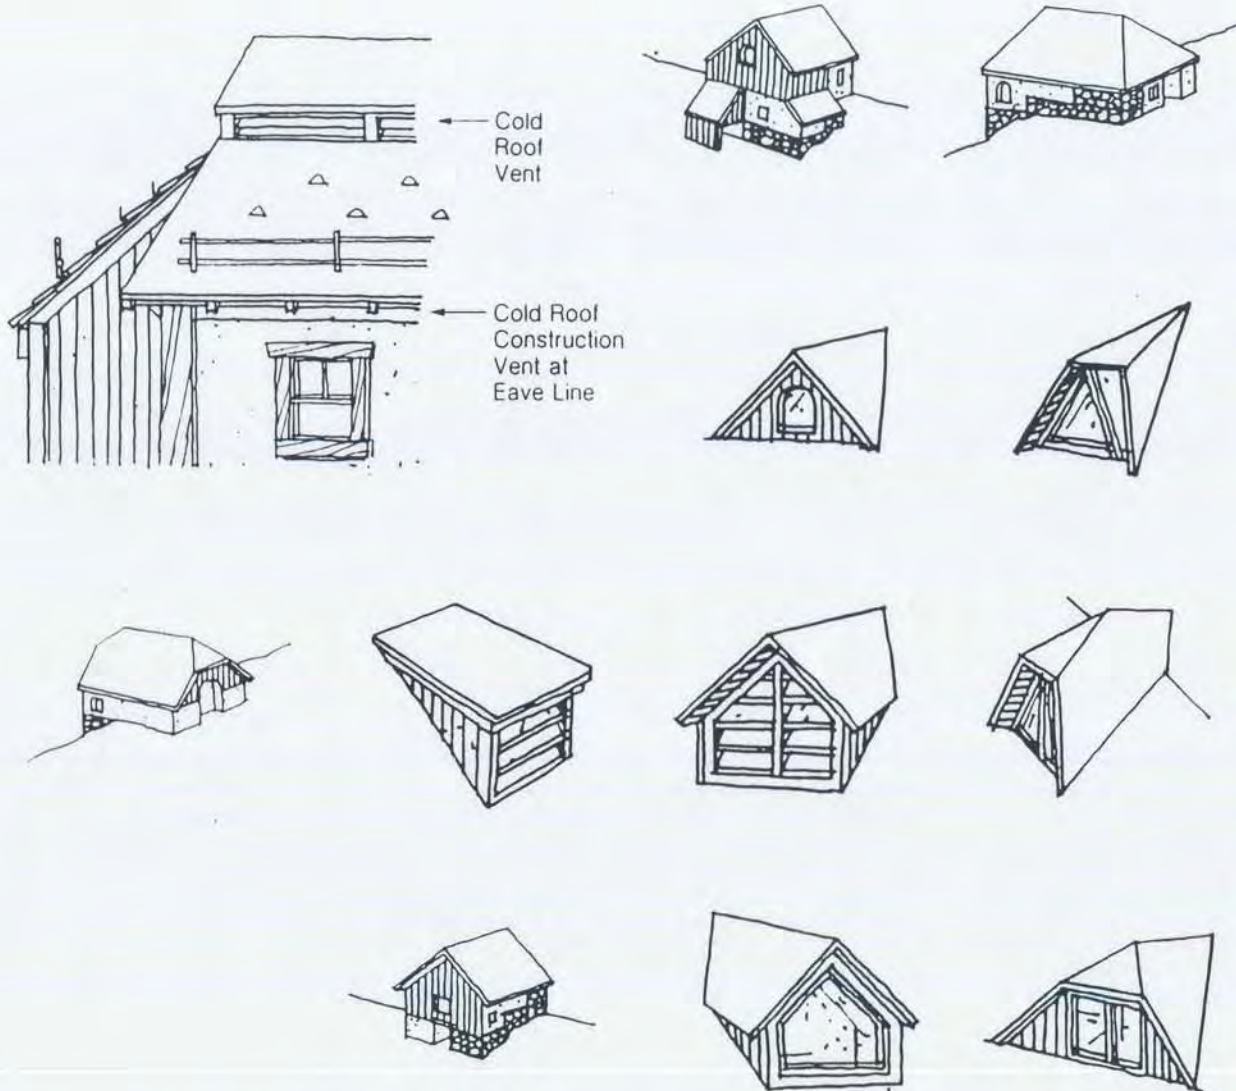 Cold
Roof
Vent
Cold Roof
Construction
Vent at
Eave Line